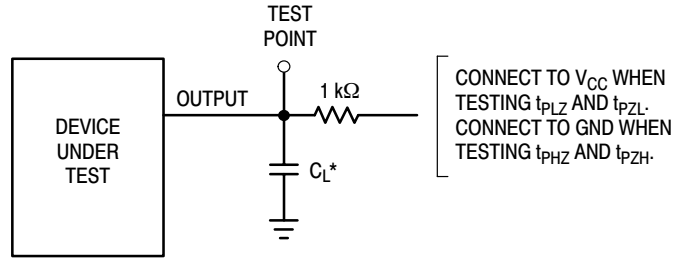 TEST
POINT
OUTPUT
1 kΩ
DEVICE
UNDER
TEST
C_L*
CONNECT TO V_CC WHEN
TESTING t_PLZ AND t_PZL.
CONNECT TO GND WHEN
TESTING t_PHZ AND t_PZH.